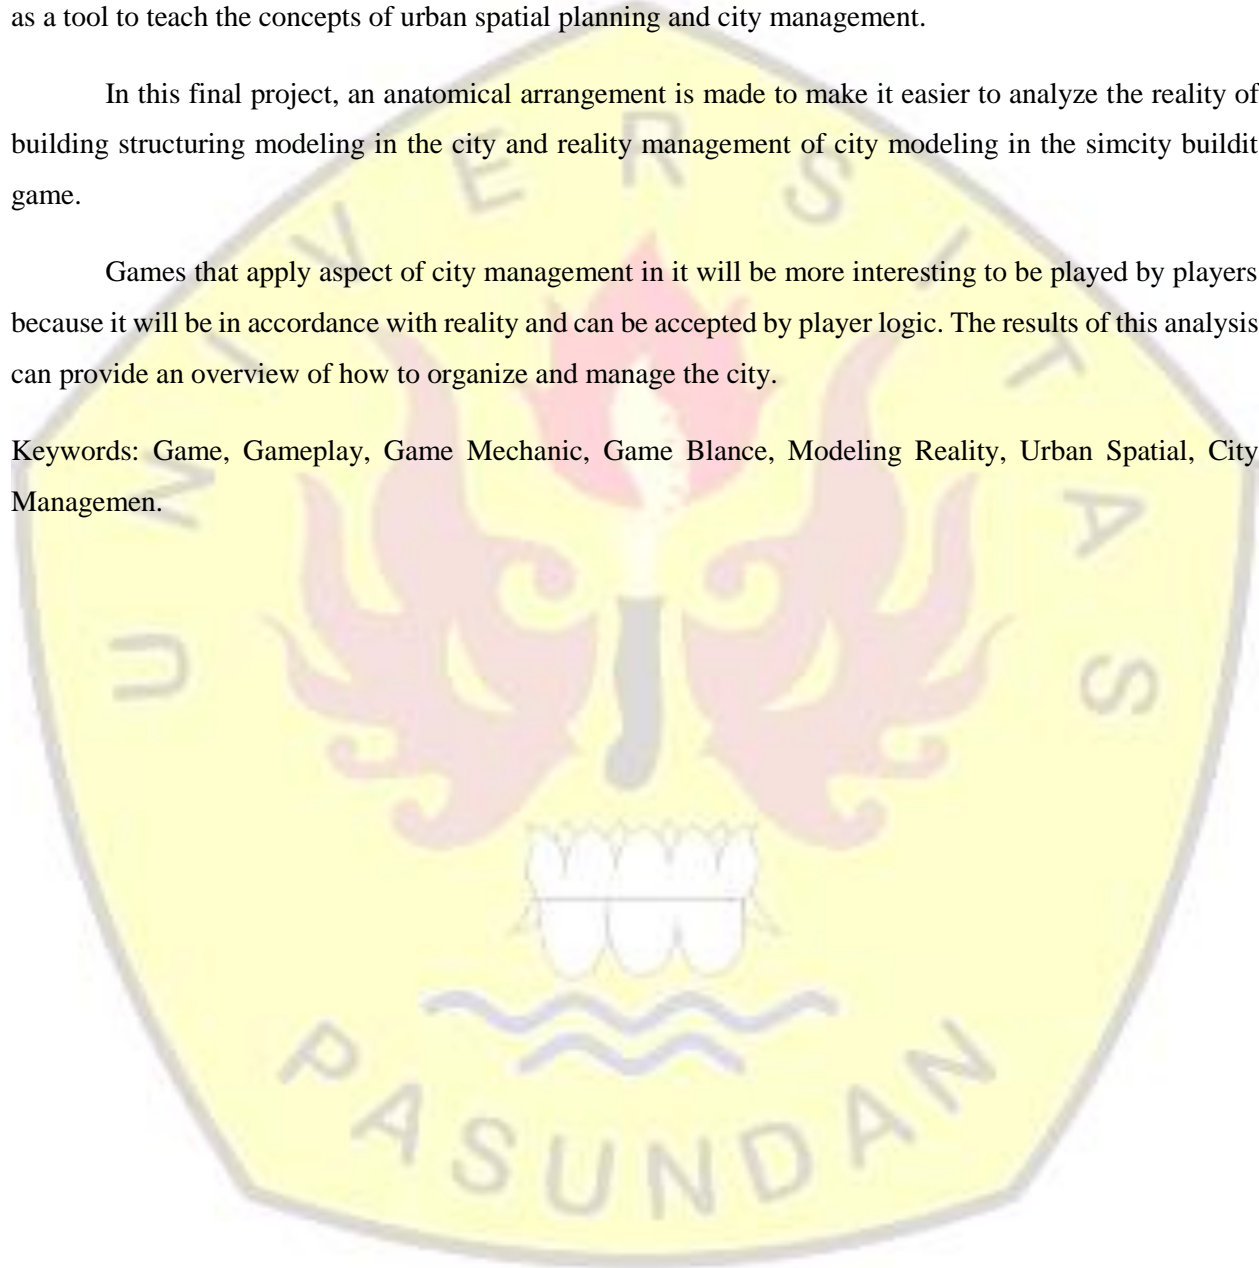 as a tool to teach the concepts of urban spatial planning and city management.
In this final project, an anatomical arrangement is made to make it easier to analyze the reality of
building structuring modeling in the city and reality management of city modeling in the simcity buildit
game.
Games that apply aspect of city management in it will be more interesting to be played by players
because it will be in accordance with reality and can be accepted by player logic. The results of this analysis
can provide an overview of how to organize and manage the city.
Keywords: Game, Gameplay, Game Mechanic, Game Blance, Modeling Reality, Urban Spatial, City
Managemen.
UNIVERSITAS
PASUNDAN